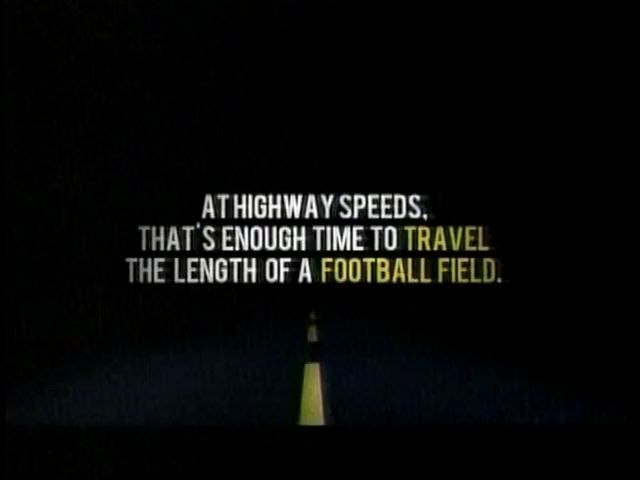 AT HIGHWAY SPEEDS,
THAT'S ENOUGH TIME TO TRAVEL
THE LENGTH OF A FOOTBALL FIELD.